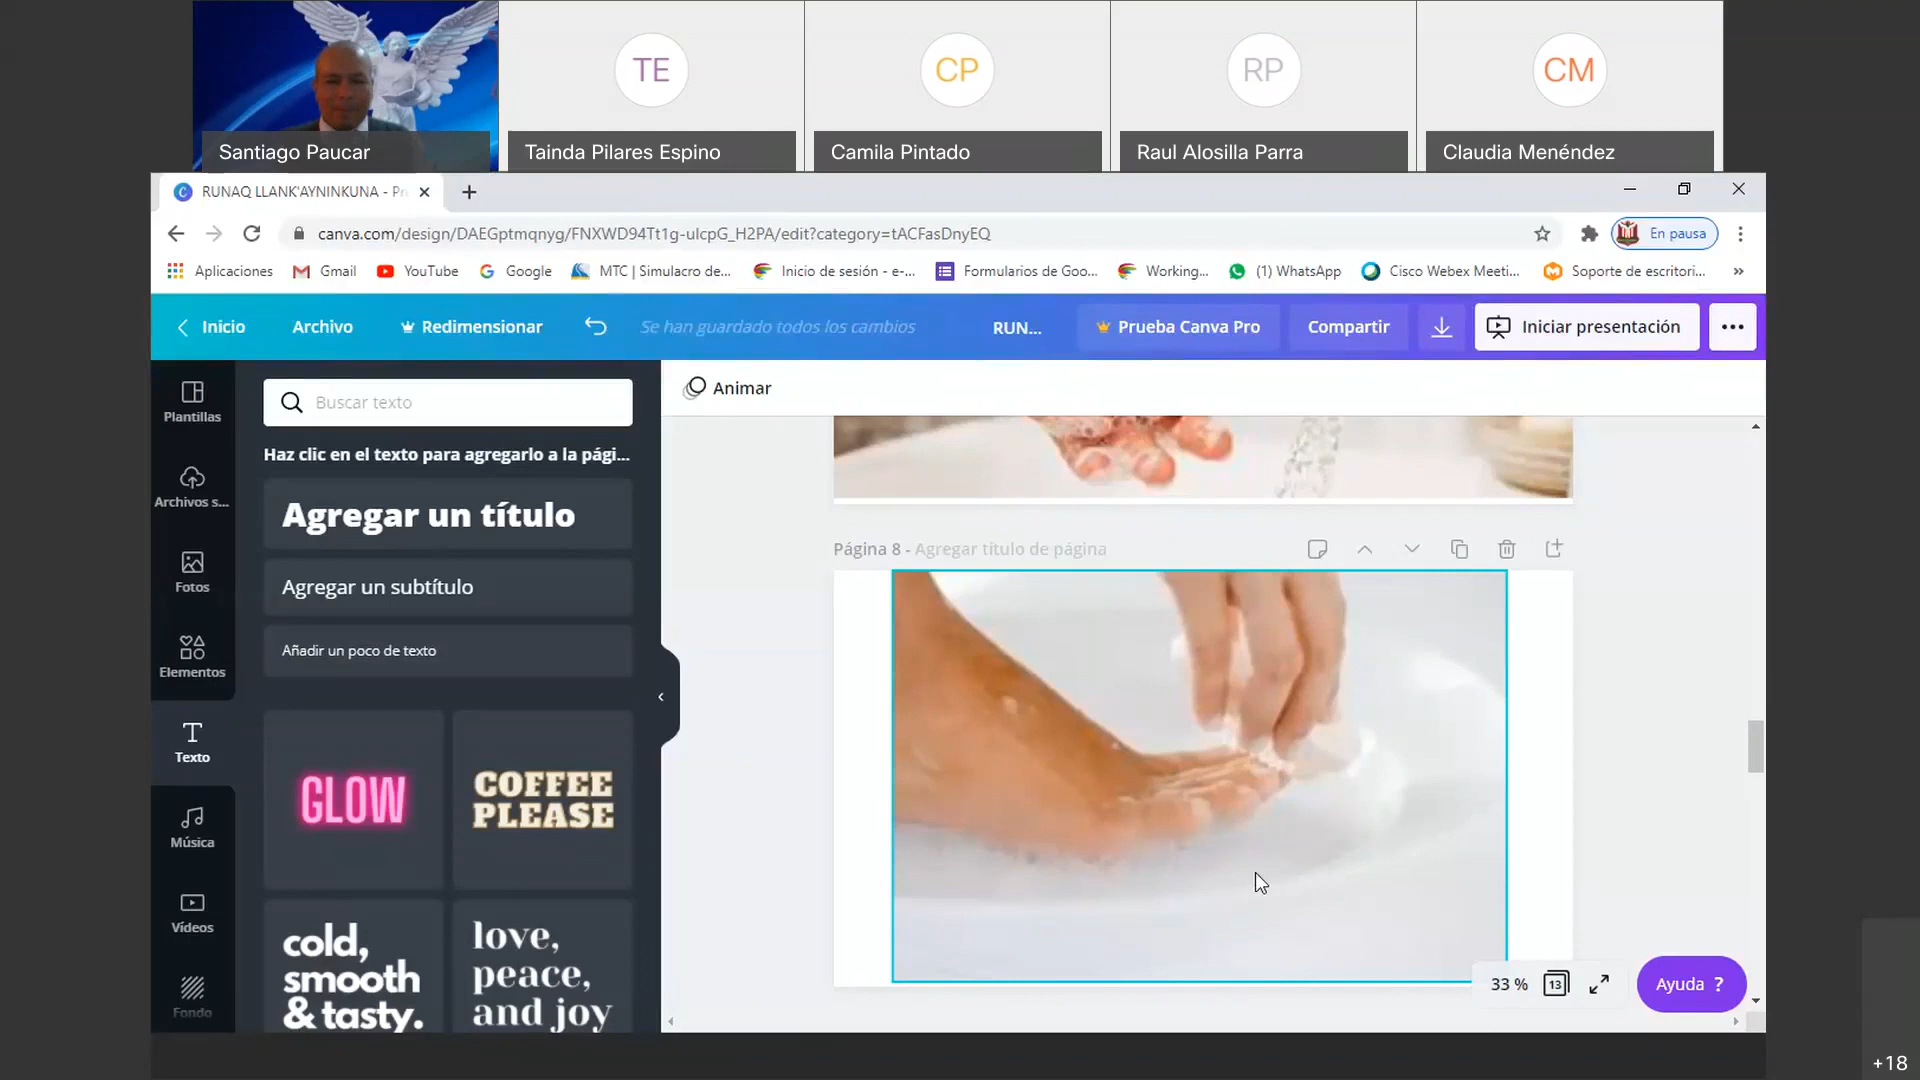 TE
CP
RP
CM
Santiago Paucar
Tainda Pilares Espino
Camila Pintado
Raul Alosilla Parra
Claudia Menéndez
RUNAQ LLANK'AYNINKUNA - Pr
canva.com/design/DAEGptmqnyg/FNXWD94Tt1g-ulcpG_H2PA/edit?category=tACFasDnyEQ
En pausa
Aplicaciones
Gmail
YouTube
Google
MTC | Simulacro de...
Inicio de sesión - e-...
Formularios de Goo...
Working...
(1) WhatsApp
Cisco Webex Meeti...
Soporte de escritori...
»
Inicio
Archivo
Redimensionar
Se han guardado todos los cambios
RUN...
Prueba Canva Pro
Compartir
Iniciar presentación
Plantillas
Archivos s...
Fotos
Elementos
Texto
Música
Vídeos
Fondo
Buscar texto
Haz clic en el texto para agregarlo a la pági...
Agregar un título
Agregar un subtítulo
Añadir un poco de texto
GLOW
COFFEE
PLEASE
cold,
smooth
& tasty.
love,
peace,
and joy
Animar
Página 8 - Agregar título de página
33 %
13
Ayuda ?
+18